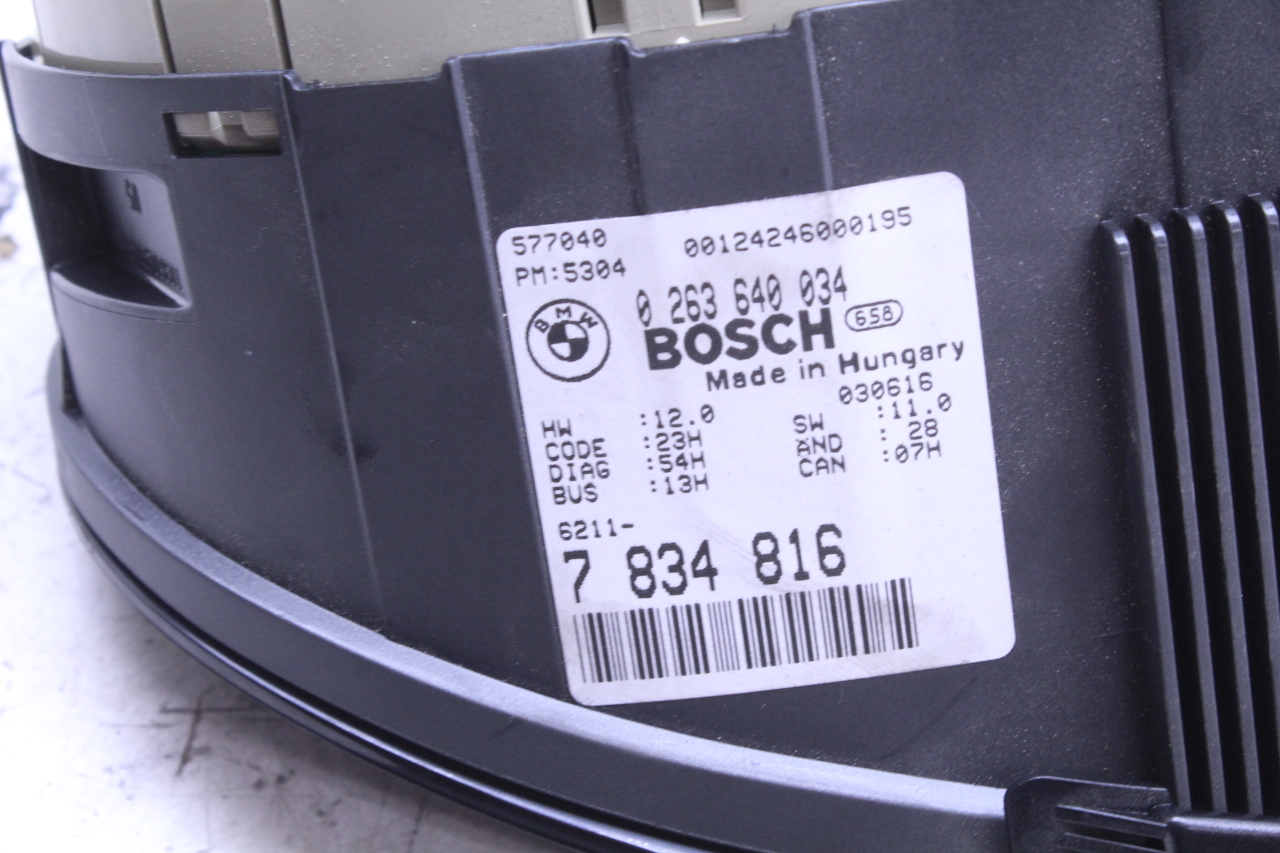 577040 00124246000195
PM:5304
0 263 640 034
BMW
BOSCH 658
Made in Hungary
030616
HW :12.0 SW :11.0
CODE :23H AND : 28
DIAG :54H CAN :07H
BUS :13H
6211-
7 834 816